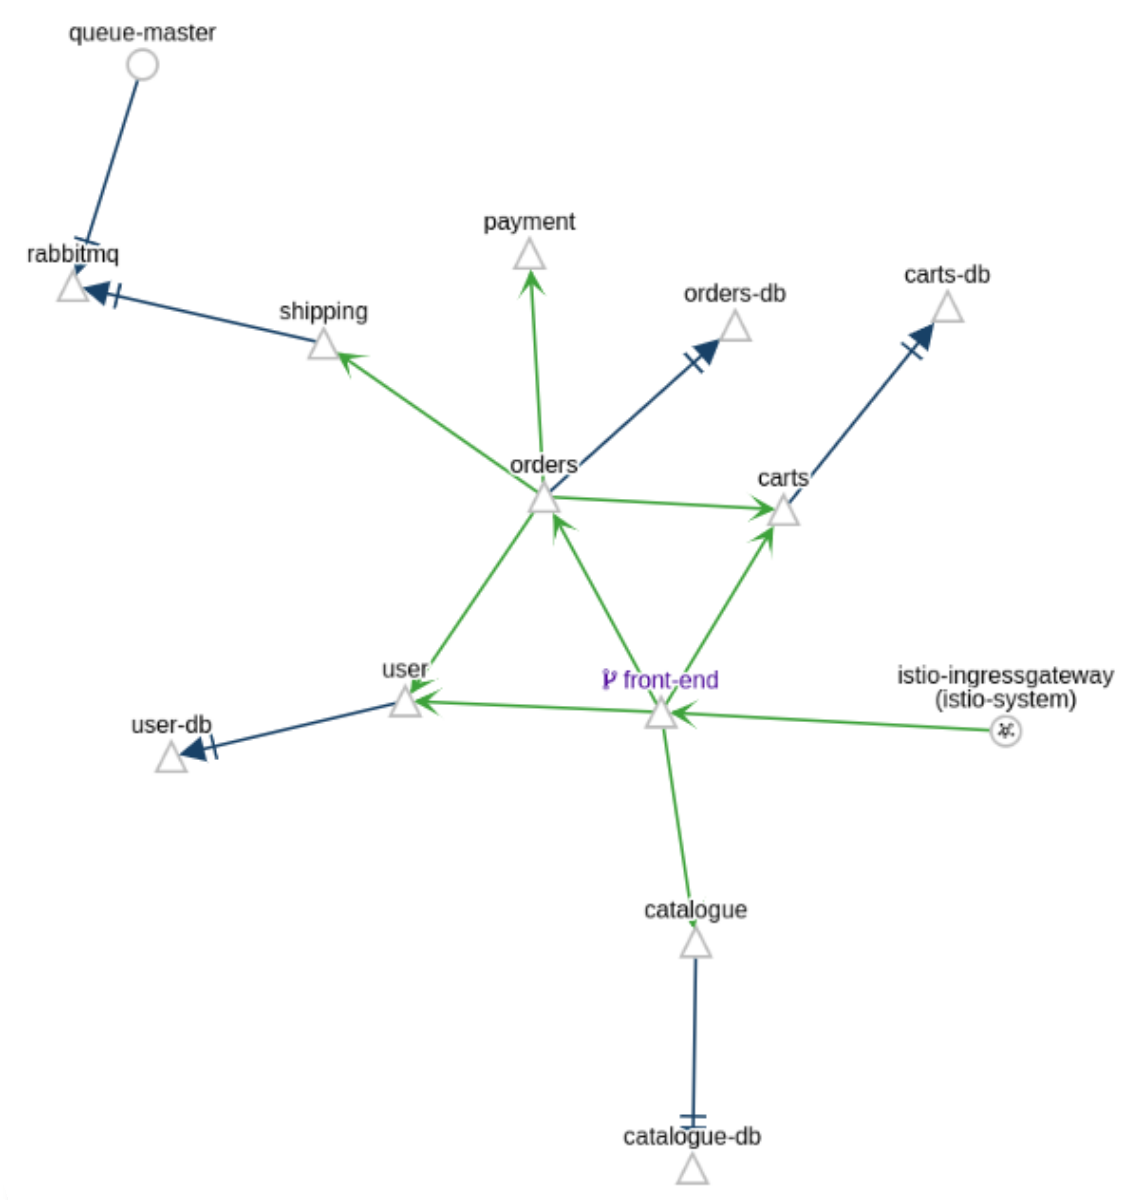 queue-master
payment
rabbitmq
carts-db
orders-db
shipping
orders
carts
user
front-end
istio-ingressgateway
(istio-system)
user-db
catalogue
catalogue-db